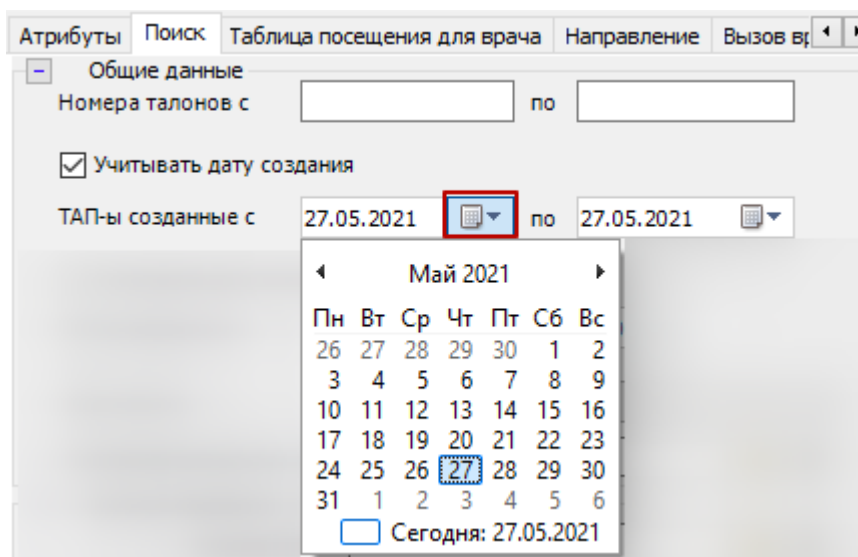 Атрибуты Поиск Таблица посещения для врача Направление Вызов вр
Общие данные
Номера талонов с по
Учитывать дату создания
ТАП-ы созданные с 27.05.2021 по 27.05.2021
Май 2021
Пн Вт Ср Чт Пт Сб Вс
26 27 28 29 30 1 2
3 4 5 6 7 8 9
10 11 12 13 14 15 16
17 18 19 20 21 22 23
24 25 26 27 28 29 30
31 1 2 3 4 5 6
Сегодня: 27.05.2021